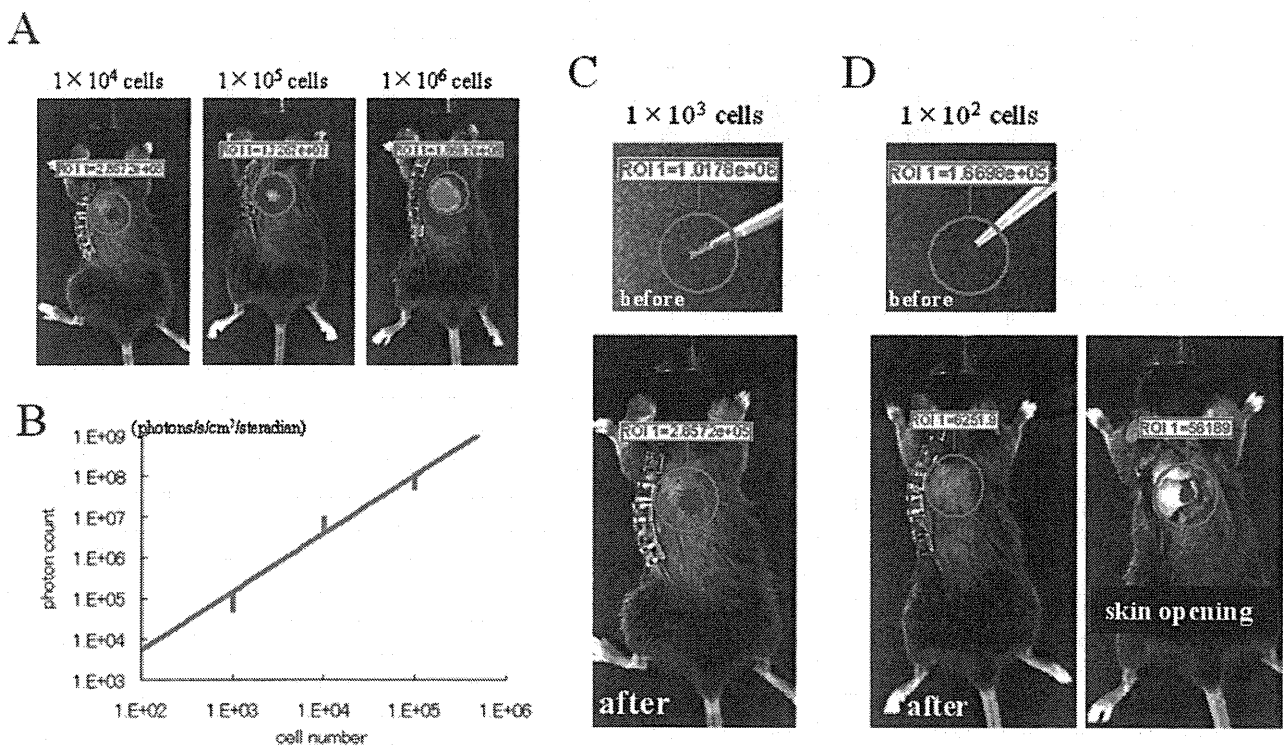 A
1×10⁴ cells
1×10⁵ cells
1×10⁶ cells
B
(photons/s/cm²/steradian)
photon count
1.E+09
1.E+08
1.E+07
1.E+06
1.E+05
1.E+04
1.E+03
1.E+02
1.E+03
1.E+04
1.E+05
1.E+06
cell number
C
1×10³ cells
ROI 1=1.0178e+06
before
ROI 1=2.8572e+05
after
D
1×10² cells
ROI 1=1.6698e+05
before
ROI 1=6251.9
after
ROI 1=56189
skin opening